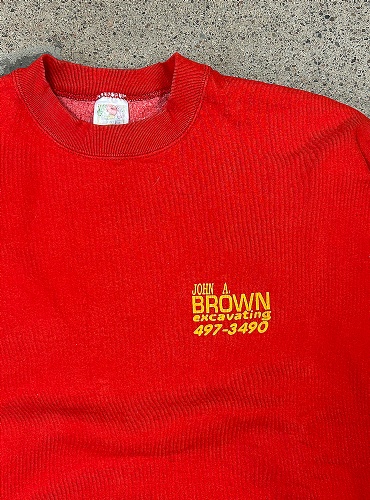 JOHN A.
BROWN
excavating
497-3490